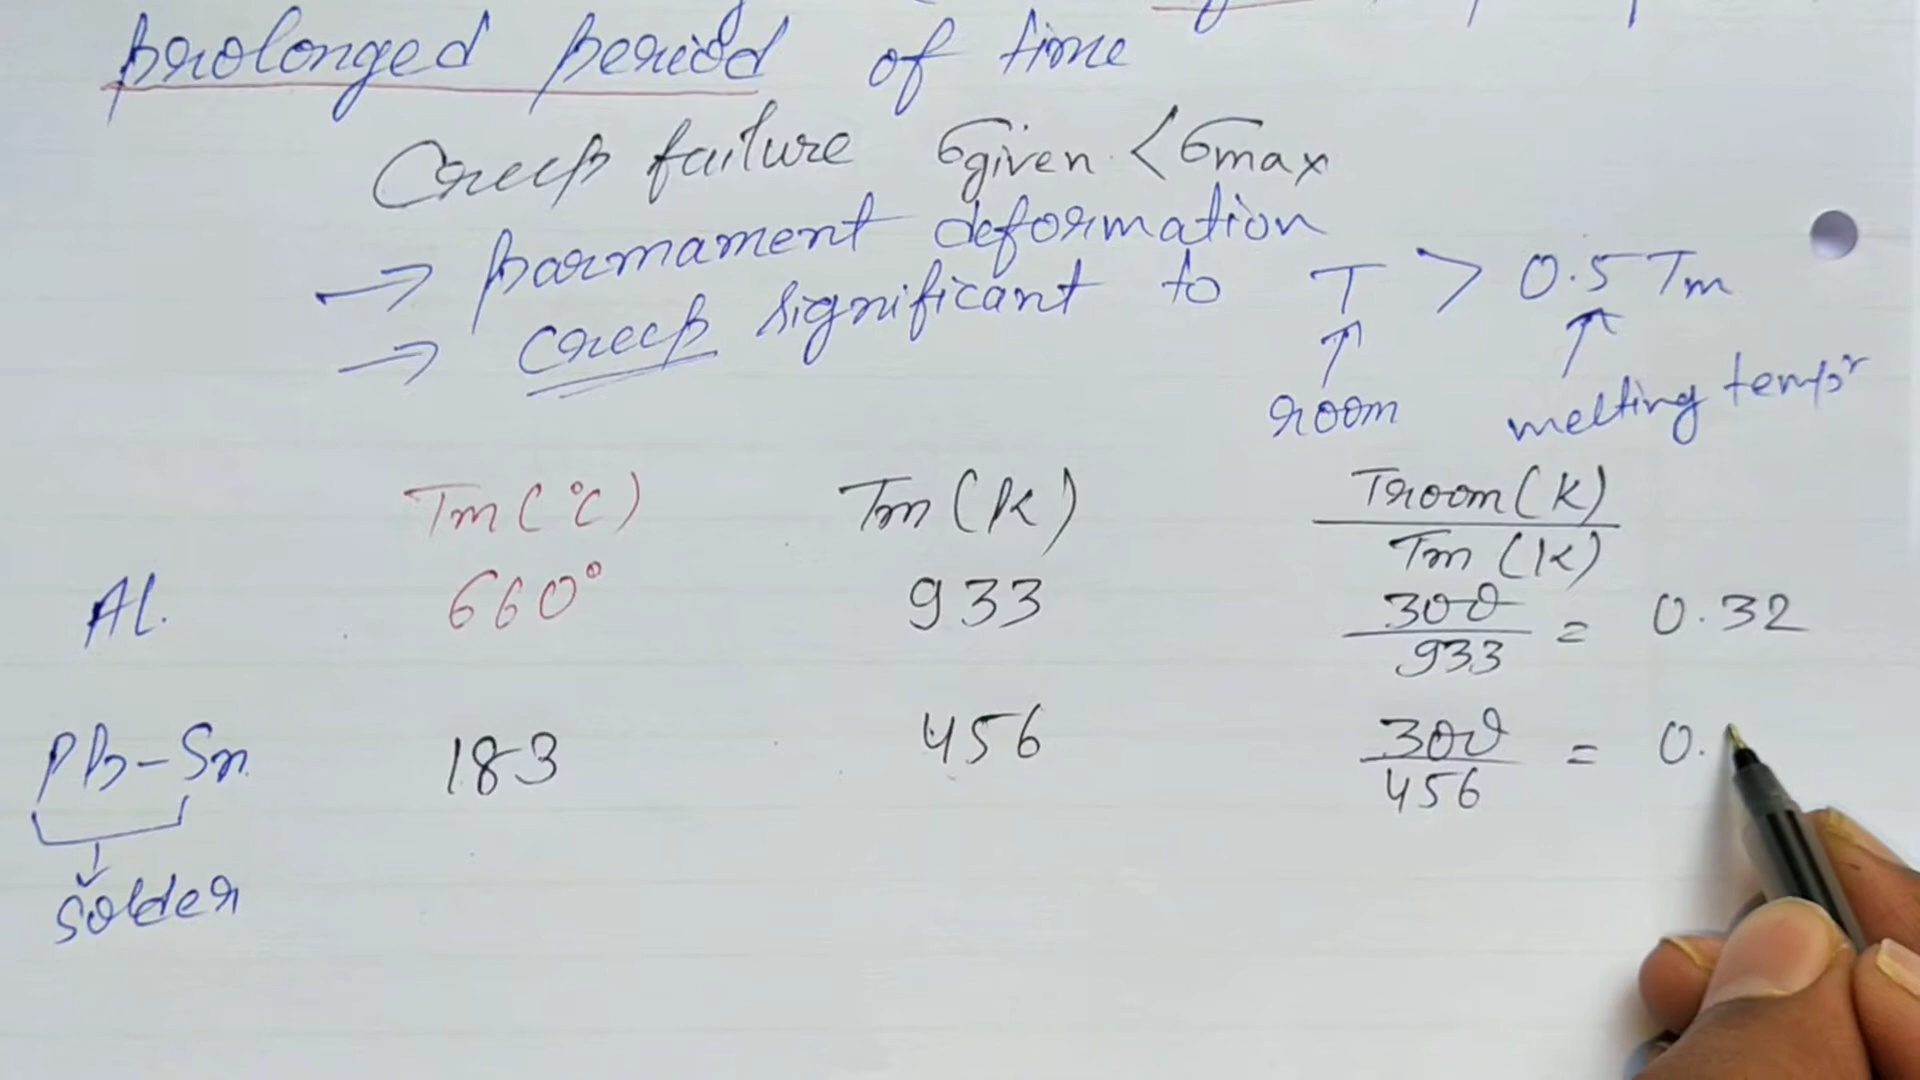 prolonged period of time
Creep failure σgiven < σmax
→ parmament deformation
→ creep significant to T > 0.5 Tm
↑ ↑
room melting tempr
Tm (°C) Tm (K) Troom (K) / Tm (K)
Al. 660° 933 300 / 933 = 0.32
PB-Sn 183 456 300 / 456 = 0.
solder